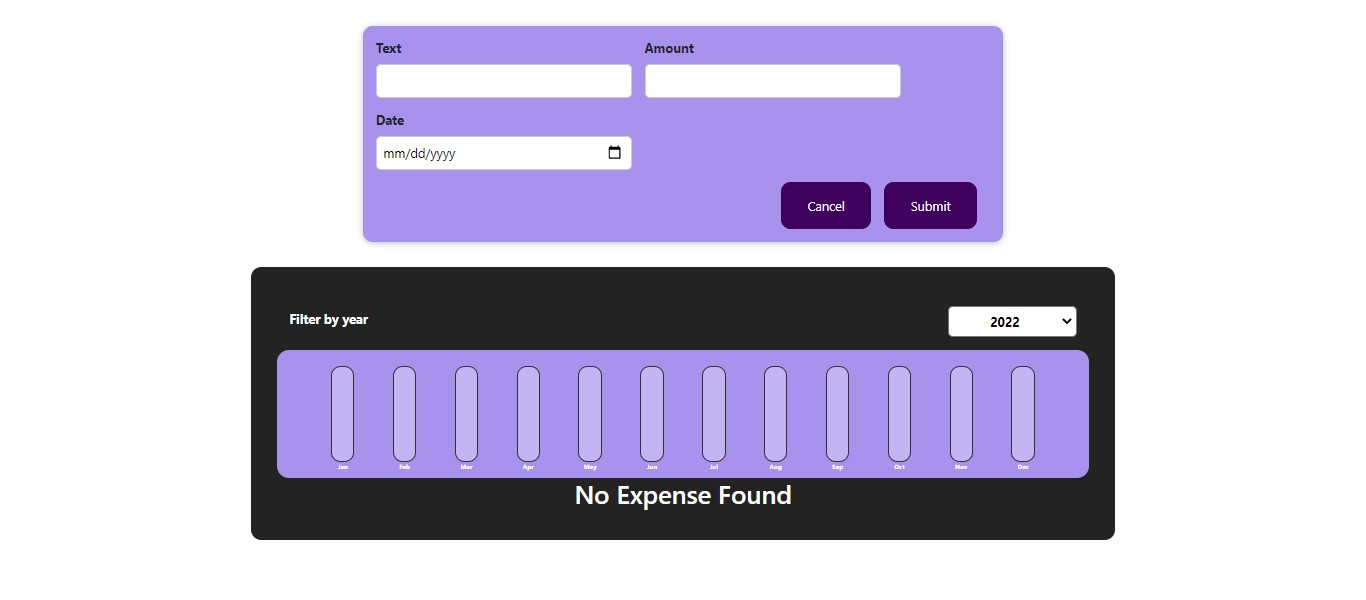 Text Amount
Date
mm/dd/yyyy
Cancel Submit
Filter by year 2022
Jan Feb Mar Apr May Jun Jul Aug Sep Oct Nov Dec
No Expense Found